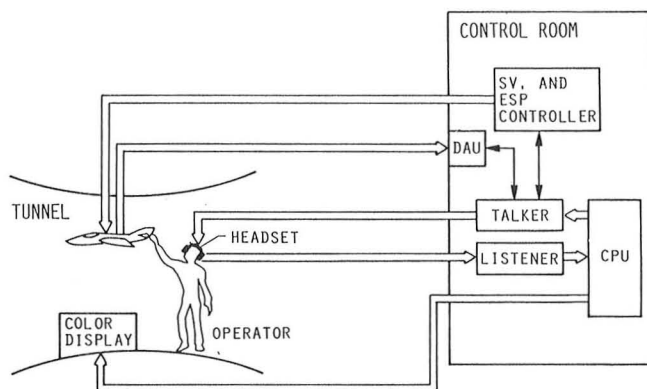 CONTROL ROOM
SV, AND
ESP
CONTROLLER
DAU
TUNNEL
TALKER
HEADSET
LISTENER
CPU
COLOR
DISPLAY
OPERATOR